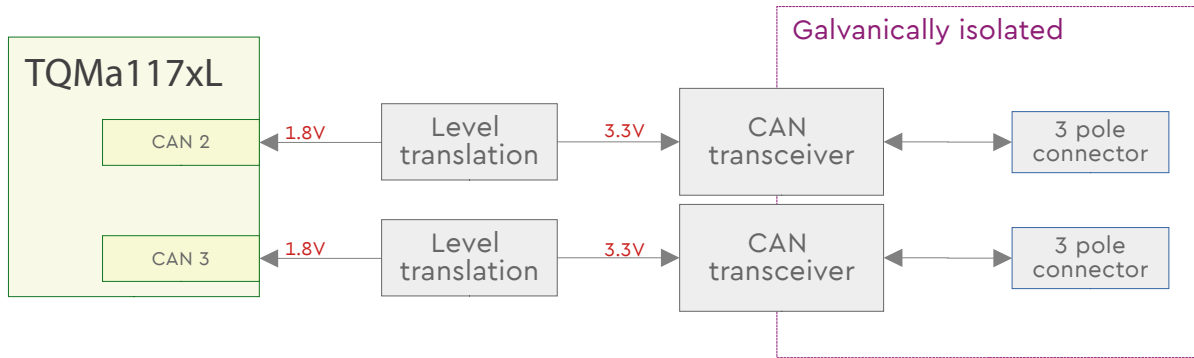 Galvanically isolated
TQMa117xL
CAN 2
1.8V
Level
translation
3.3V
CAN
transceiver
3 pole
connector
CAN 3
1.8V
Level
translation
3.3V
CAN
transceiver
3 pole
connector